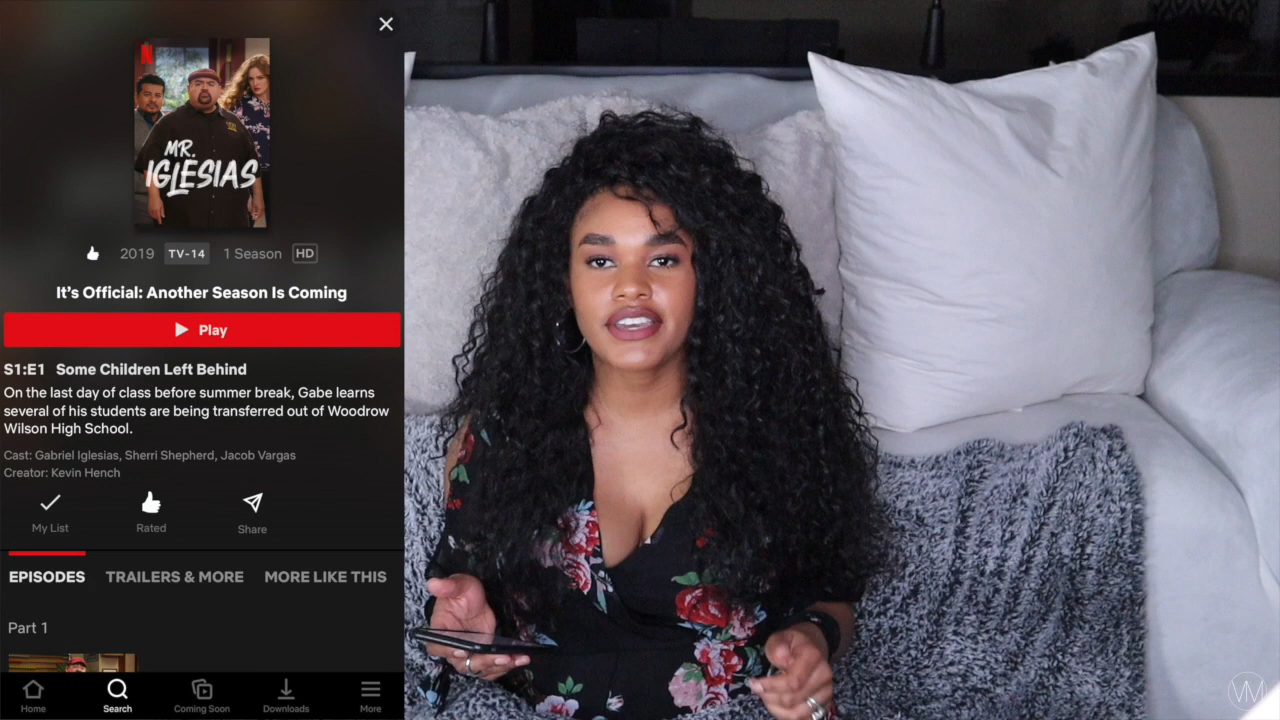 N
MR.
IGLESIAS
2019 TV-14 1 Season HD
It's Official: Another Season Is Coming
Play
S1:E1 Some Children Left Behind
On the last day of class before summer break, Gabe learns
several of his students are being transferred out of Woodrow
Wilson High School.
Cast: Gabriel Iglesias, Sherri Shepherd, Jacob Vargas
Creator: Kevin Hench
My List Rated Share
EPISODES TRAILERS & MORE MORE LIKE THIS
Part 1
Home Search Coming Soon Downloads More